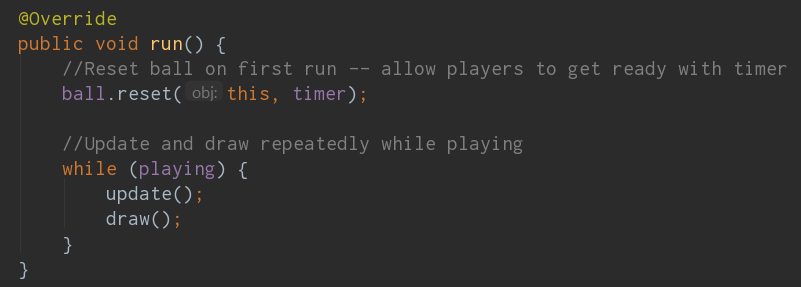 @Override
public void run() {
//Reset ball on first run -- allow players to get ready with timer
ball.reset( obj: this, timer);
//Update and draw repeatedly while playing
while (playing) {
update();
draw();
}
}